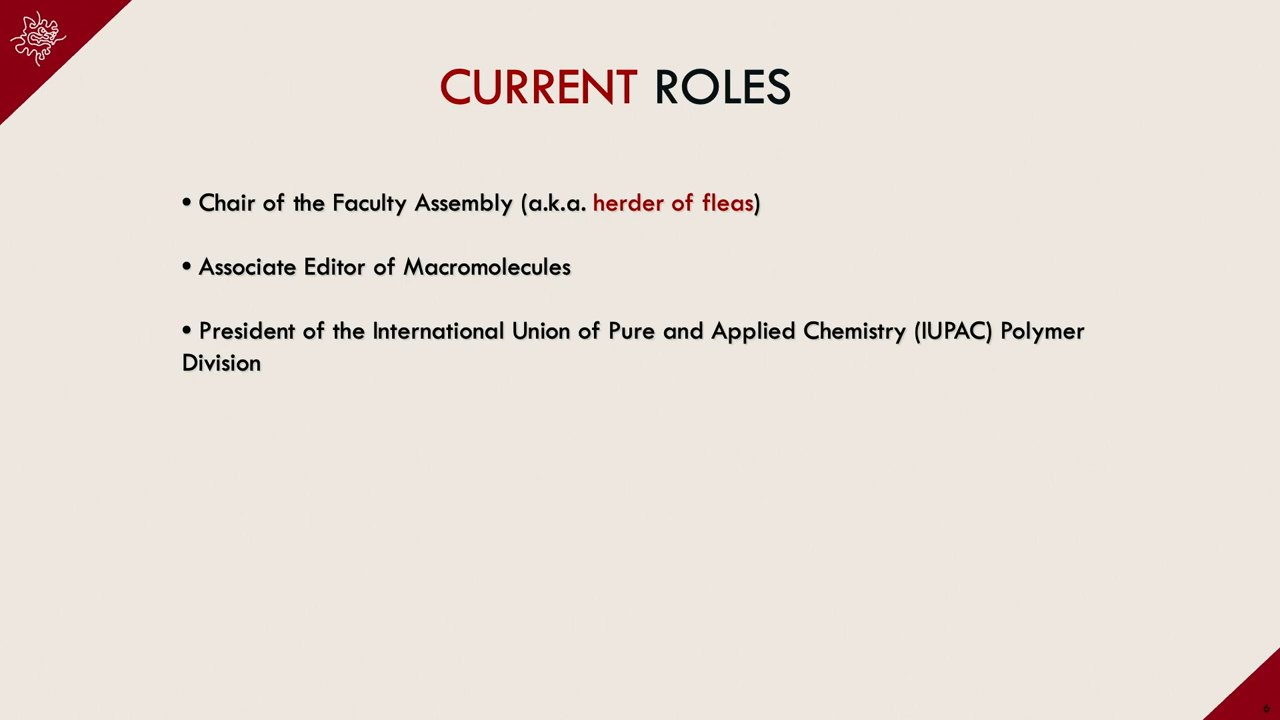 CURRENT ROLES
• Chair of the Faculty Assembly (a.k.a. herder of fleas)
• Associate Editor of Macromolecules
• President of the International Union of Pure and Applied Chemistry (IUPAC) Polymer
Division
6